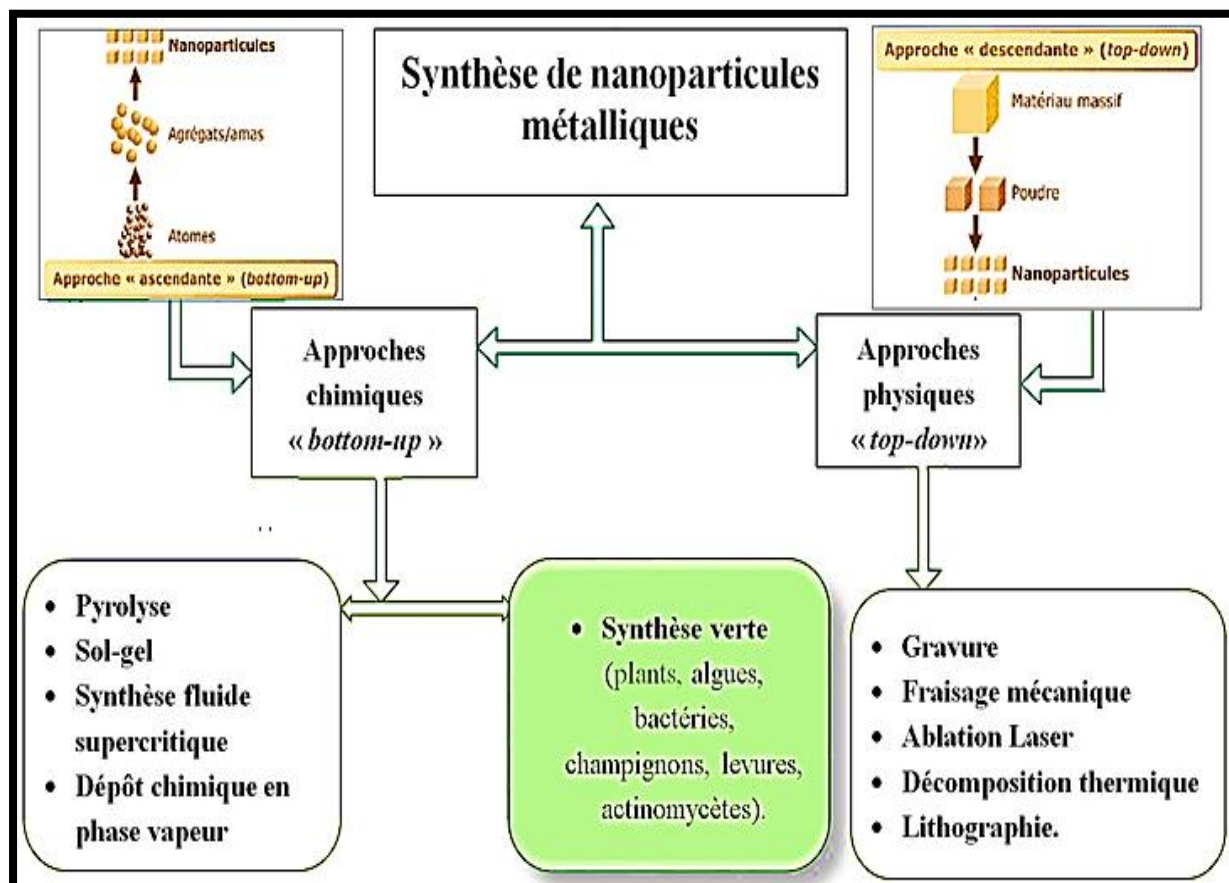 Nanoparticules
Agrégats/amas
Atomes
Approche « ascendante » (bottom-up)
Synthèse de nanoparticules
métalliques
Approche « descendante » (top-down)
Matériau massif
Poudre
Nanoparticules
Approches
chimiques
« bottom-up »
Approches
physiques
«top-down»
• Pyrolyse
• Sol-gel
• Synthèse fluide
supercritique
• Dépôt chimique en
phase vapeur
• Synthèse verte
(plants, algues,
bactéries,
champignons, levures,
actinomycètes).
• Gravure
• Fraisage mécanique
• Ablation Laser
• Décomposition thermique
• Lithographie.